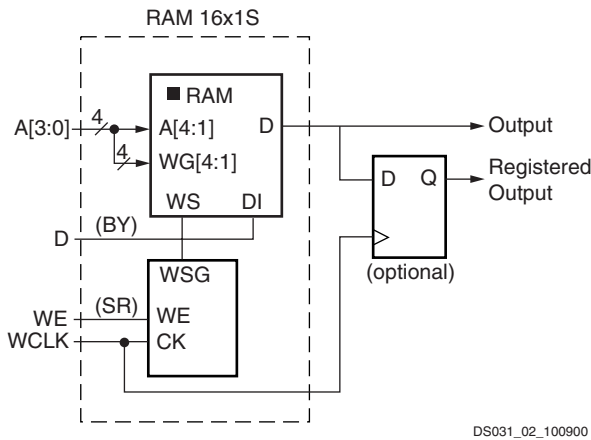 RAM 16x1S
RAM
A[3:0]
4
A[4:1]
D
Output
4
WG[4:1]
D
Q
Registered
Output
WS
DI
D
(BY)
(optional)
WSG
WE
(SR)
WE
WCLK
CK
DS031_02_100900